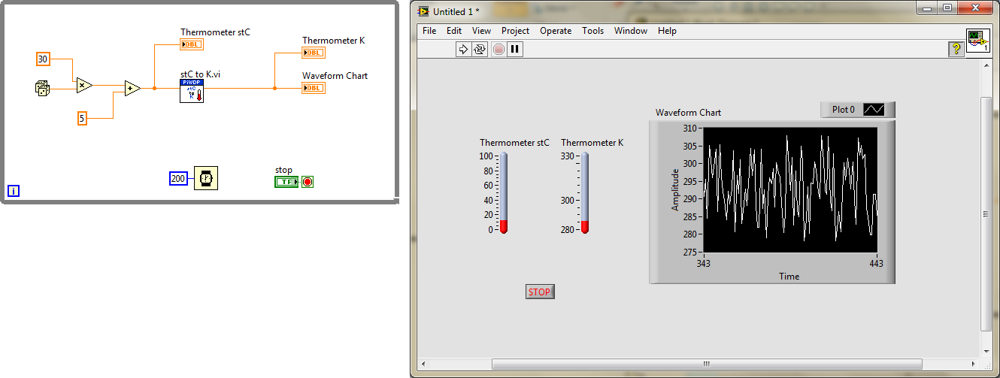 Thermometer stC
DBL
Thermometer K
DBL
30
stC to K.vi
PiWDP
stC
to
K
Waveform Chart
DBL
x
+
5
200
stop
TF
i
Untitled 1 *
File Edit View Project Operate Tools Window Help
?
1
Waveform Chart
Plot 0
Thermometer stC
100
80
60
40
20
0
Thermometer K
330
300
280
Amplitude
310
305
300
295
290
285
280
275
343
443
Time
STOP